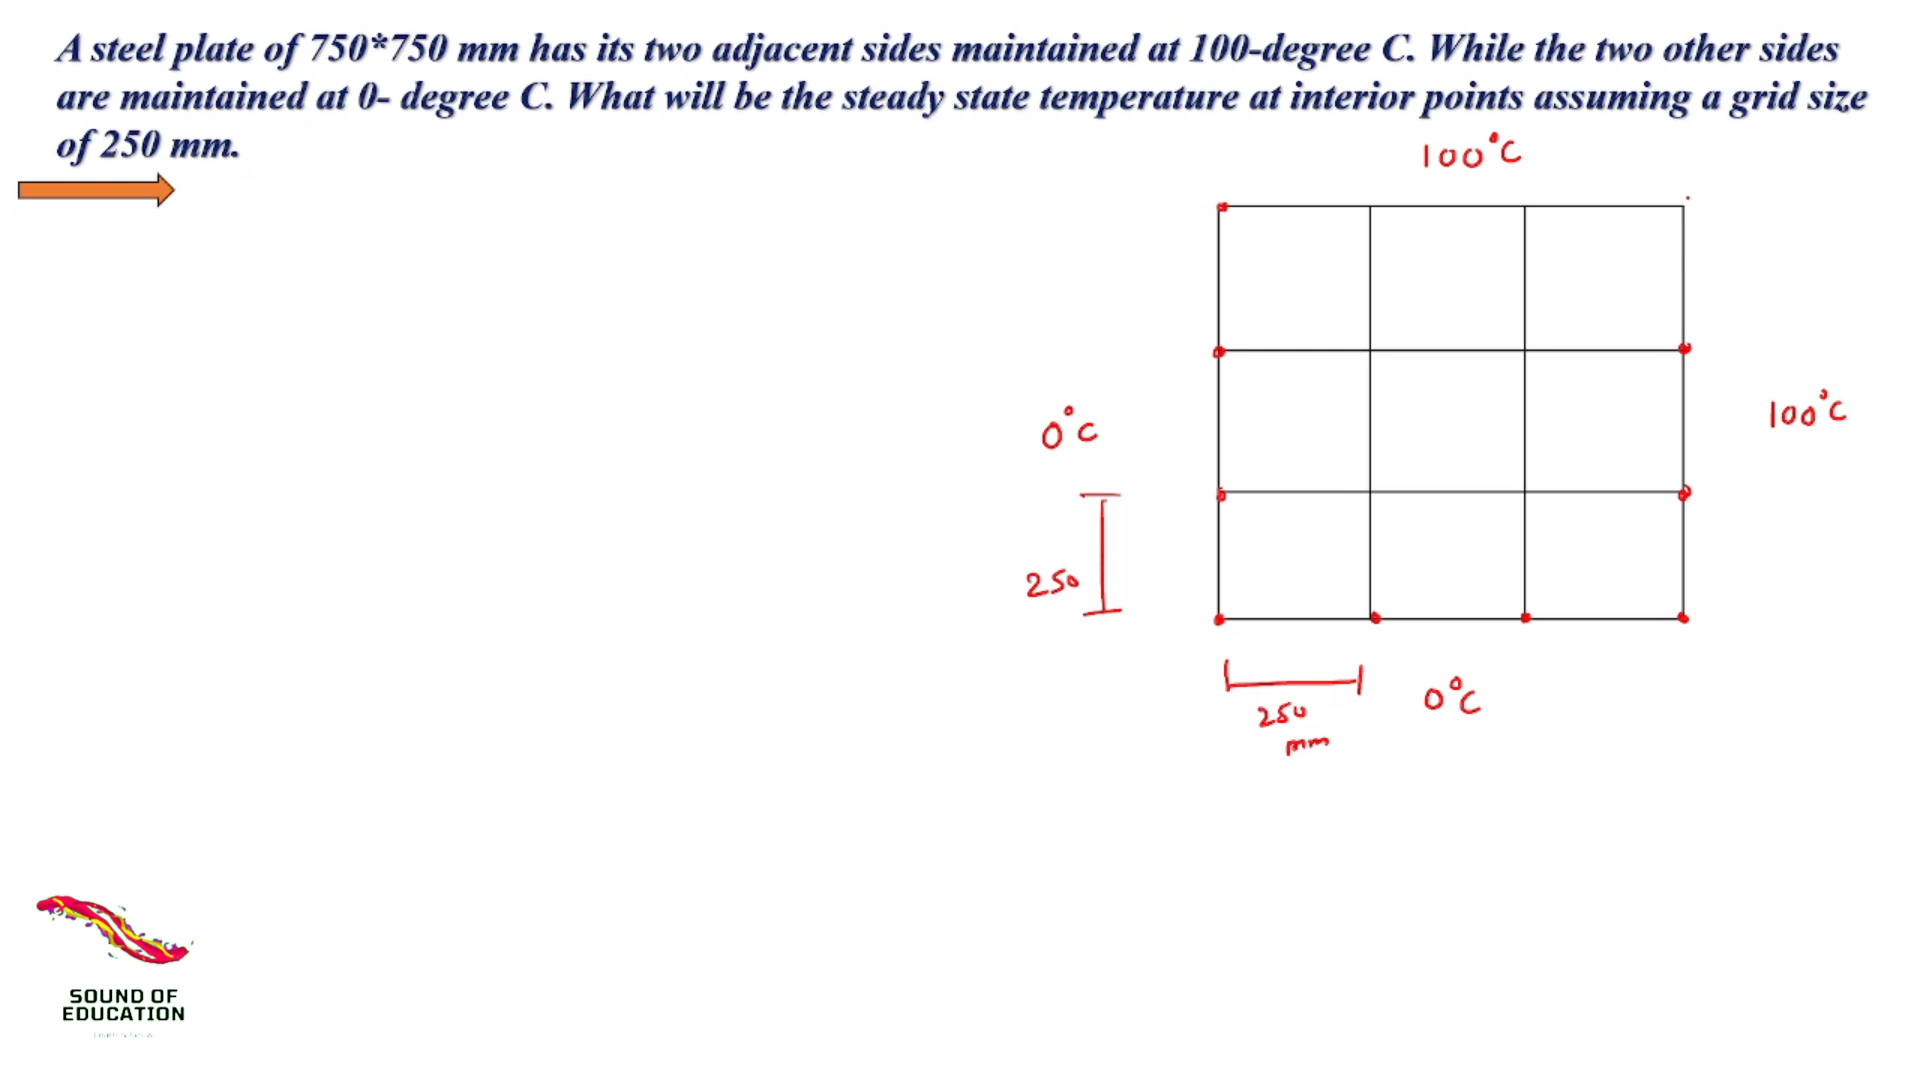 A steel plate of 750*750 mm has its two adjacent sides maintained at 100-degree C. While the two other sides
are maintained at 0- degree C. What will be the steady state temperature at interior points assuming a grid size
of 250 mm.
100°C
0°C
100°C
250
250
mm
0°C
SOUND OF
EDUCATION